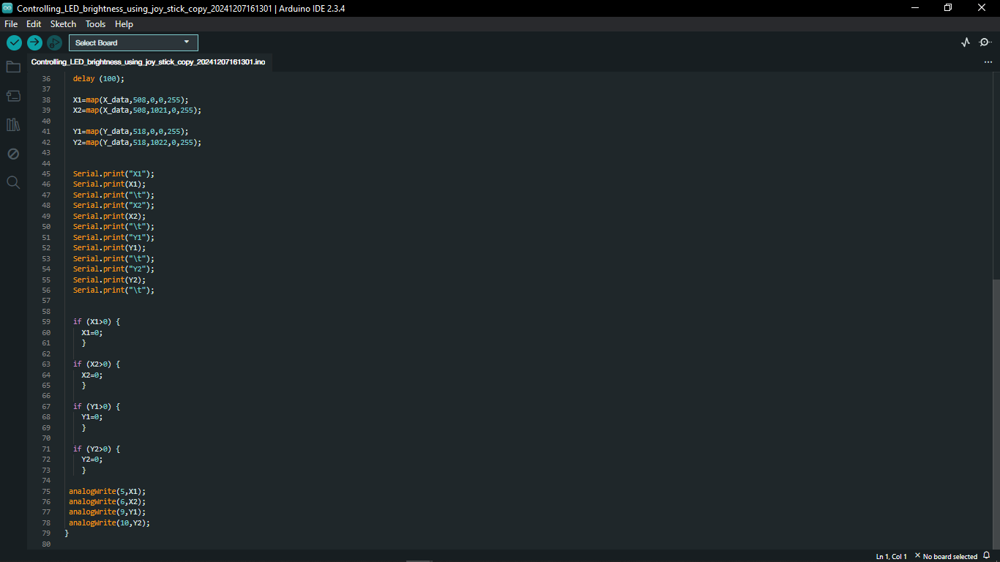 Controlling_LED_brightness_using_joy_stick_copy_20241207161301 | Arduino IDE 2.3.4
File Edit Sketch Tools Help
Select Board
Controlling_LED_brightness_using_joy_stick_copy_20241207161301.ino
36 delay (100);
37
38 X1=map(X_data,508,0,0,255);
39 X2=map(X_data,508,1021,0,255);
40
41 Y1=map(Y_data,518,0,0,255);
42 Y2=map(Y_data,518,1022,0,255);
43
44
45 Serial.print("X1");
46 Serial.print(X1);
47 Serial.print("\t");
48 Serial.print("X2");
49 Serial.print(X2);
50 Serial.print("\t");
51 Serial.print("Y1");
52 Serial.print(Y1);
53 Serial.print("\t");
54 Serial.print("Y2");
55 Serial.print(Y2);
56 Serial.print("\t");
57
58
59 if (X1>0) {
60 X1=0;
61 }
62
63 if (X2>0) {
64 X2=0;
65 }
66
67 if (Y1>0) {
68 Y1=0;
69 }
70
71 if (Y2>0) {
72 Y2=0;
73 }
74
75 analogWrite(5,X1);
76 analogWrite(6,X2);
77 analogWrite(9,Y1);
78 analogWrite(10,Y2);
79 }
80
Ln 1, Col 1 × No board selected